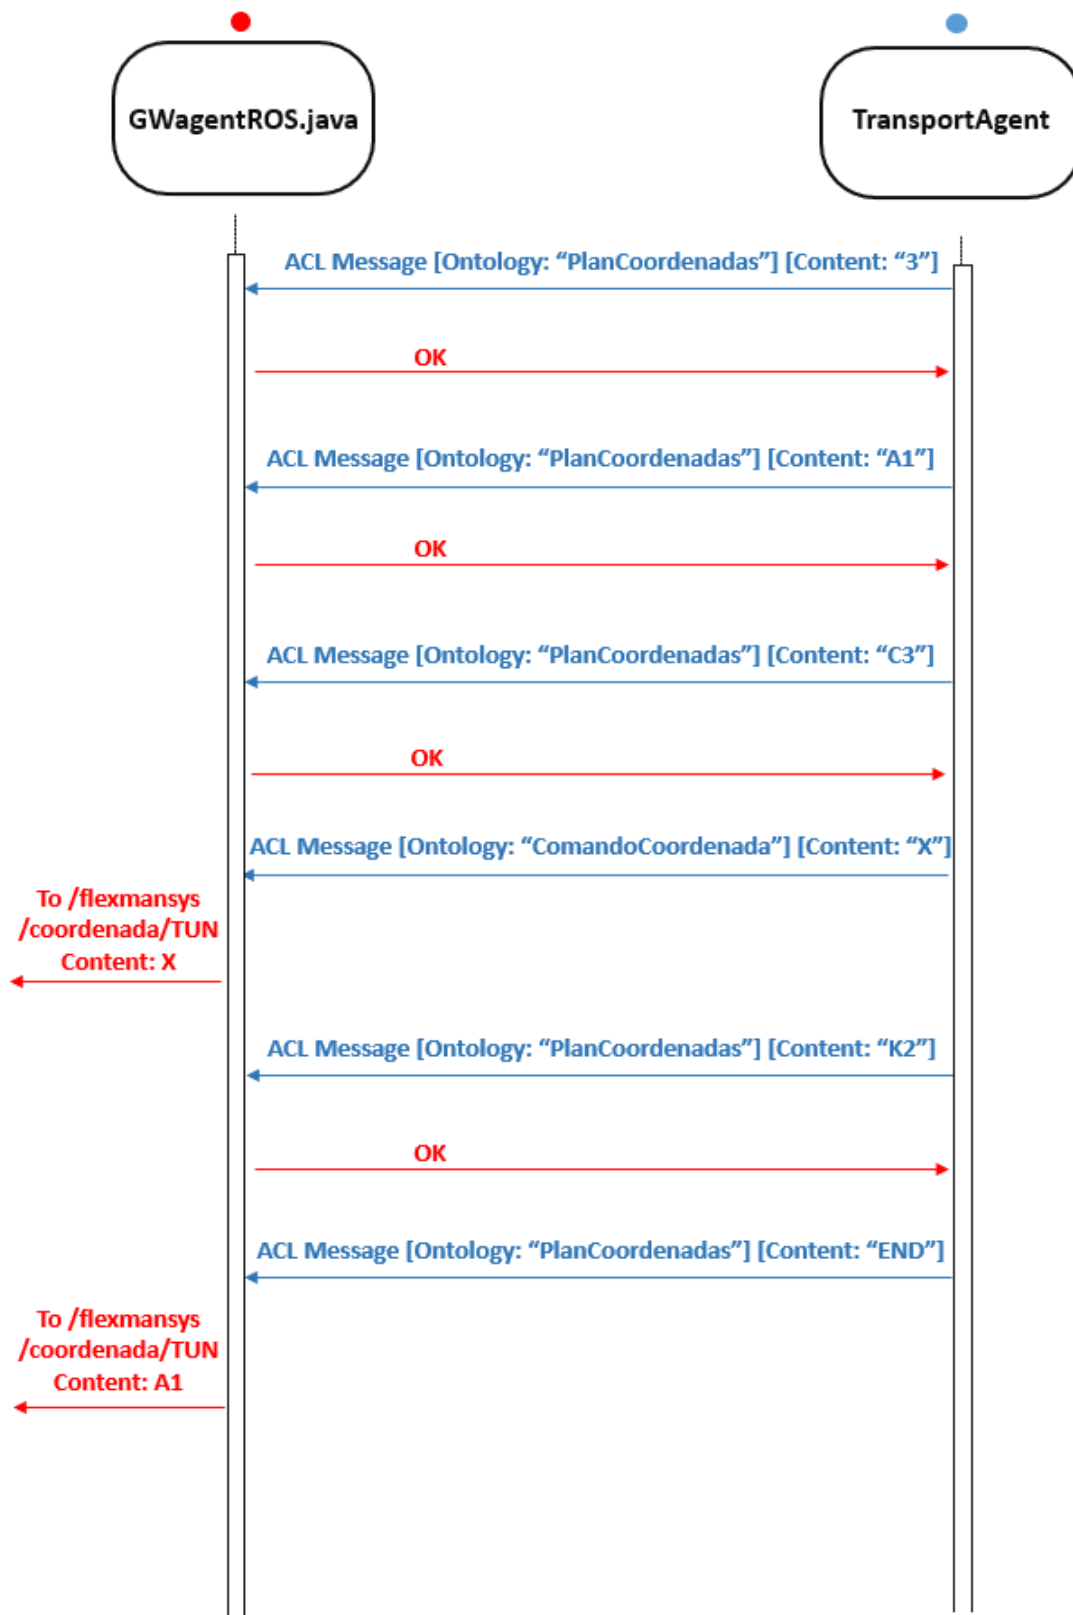 GWagentROS.java
TransportAgent
ACL Message [Ontology: “PlanCoordenadas”] [Content: “3”]
OK
ACL Message [Ontology: “PlanCoordenadas”] [Content: “A1”]
OK
ACL Message [Ontology: “PlanCoordenadas”] [Content: “C3”]
OK
ACL Message [Ontology: “ComandoCoordenada”] [Content: “X”]
To /flexmansys
/coordenada/TUN
Content: X
ACL Message [Ontology: “PlanCoordenadas”] [Content: “K2”]
OK
ACL Message [Ontology: “PlanCoordenadas”] [Content: “END”]
To /flexmansys
/coordenada/TUN
Content: A1